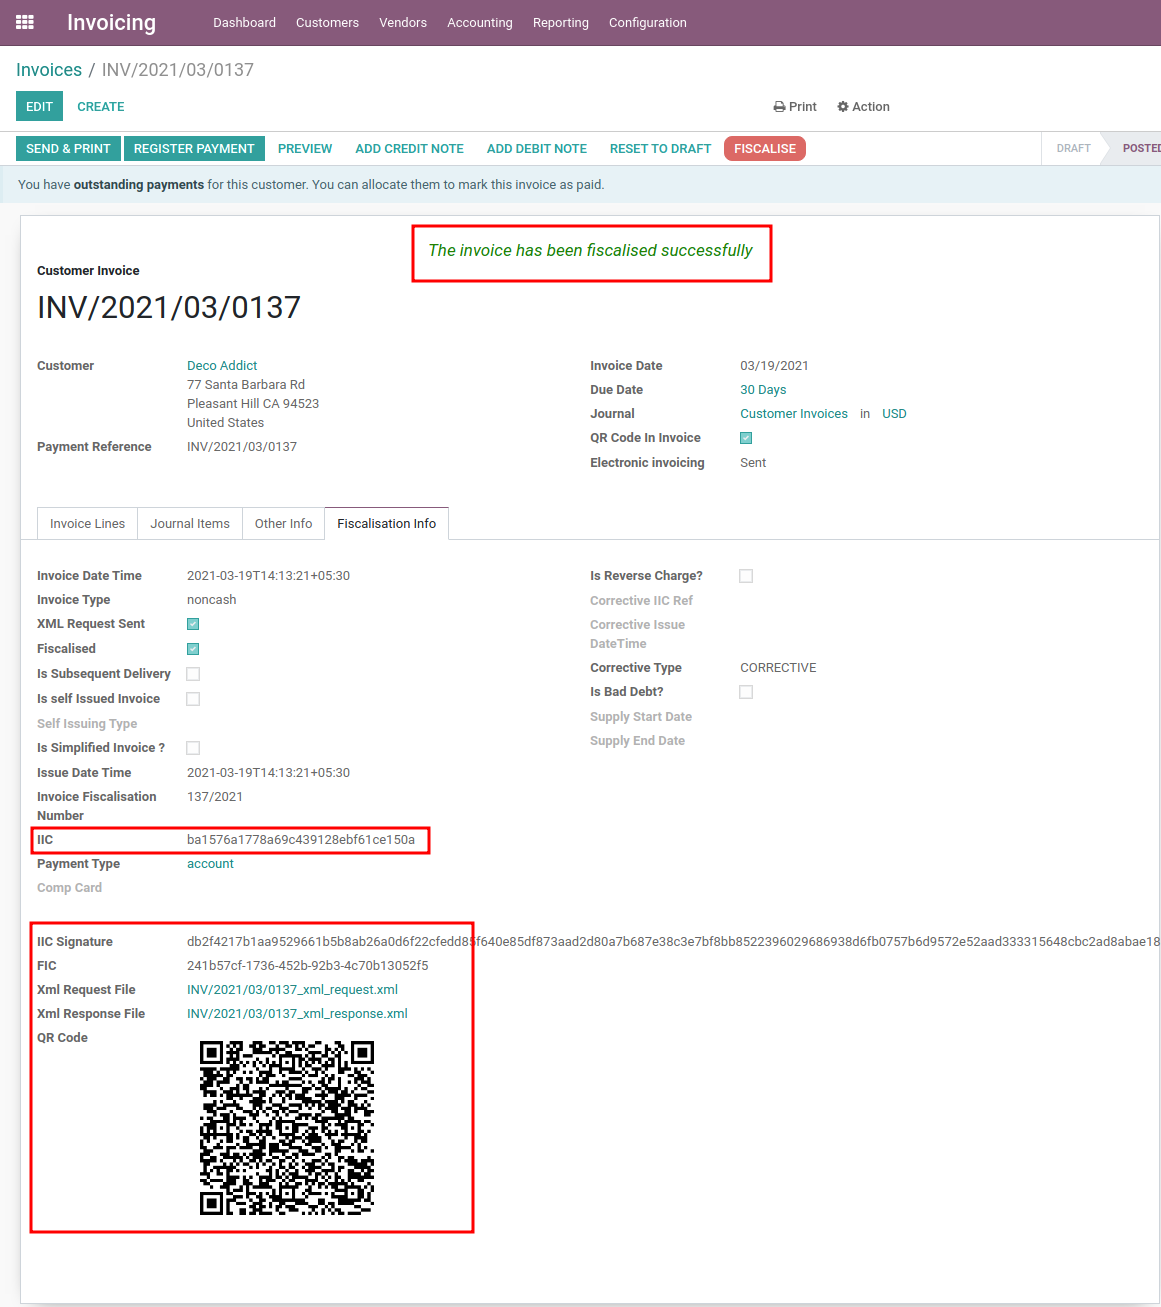 Invoicing Dashboard Customers Vendors Accounting Reporting Configuration
Invoices / INV/2021/03/0137
EDIT CREATE Print Action
SEND & PRINT REGISTER PAYMENT PREVIEW ADD CREDIT NOTE ADD DEBIT NOTE RESET TO DRAFT FISCALISE DRAFT POSTED
You have outstanding payments for this customer. You can allocate them to mark this invoice as paid.
The invoice has been fiscalised successfully
Customer Invoice
INV/2021/03/0137
Customer Deco Addict
77 Santa Barbara Rd
Pleasant Hill CA 94523
United States
Payment Reference INV/2021/03/0137
Invoice Date 03/19/2021
Due Date 30 Days
Journal Customer Invoices in USD
QR Code In Invoice
Electronic invoicing Sent
Invoice Lines Journal Items Other Info Fiscalisation Info
Invoice Date Time 2021-03-19T14:13:21+05:30
Invoice Type noncash
XML Request Sent
Fiscalised
Is Subsequent Delivery
Is self Issued Invoice
Self Issuing Type
Is Simplified Invoice ?
Issue Date Time 2021-03-19T14:13:21+05:30
Invoice Fiscalisation
Number 137/2021
IIC ba1576a1778a69c439128ebf61ce150a
Payment Type account
Comp Card
Is Reverse Charge?
Corrective IIC Ref
Corrective Issue
DateTime
Corrective Type CORRECTIVE
Is Bad Debt?
Supply Start Date
Supply End Date
IIC Signature db2f4217b1aa9529661b5b8ab26a0d6f22cfedd85f640e85df873aad2d80a7b687e38c3e7bf8bb8522396029686938d6fb0757b6d9572e52aad333315648cbc2ad8abae18
FIC 241b57cf-1736-452b-92b3-4c70b13052f5
Xml Request File INV/2021/03/0137_xml_request.xml
Xml Response File INV/2021/03/0137_xml_response.xml
QR Code